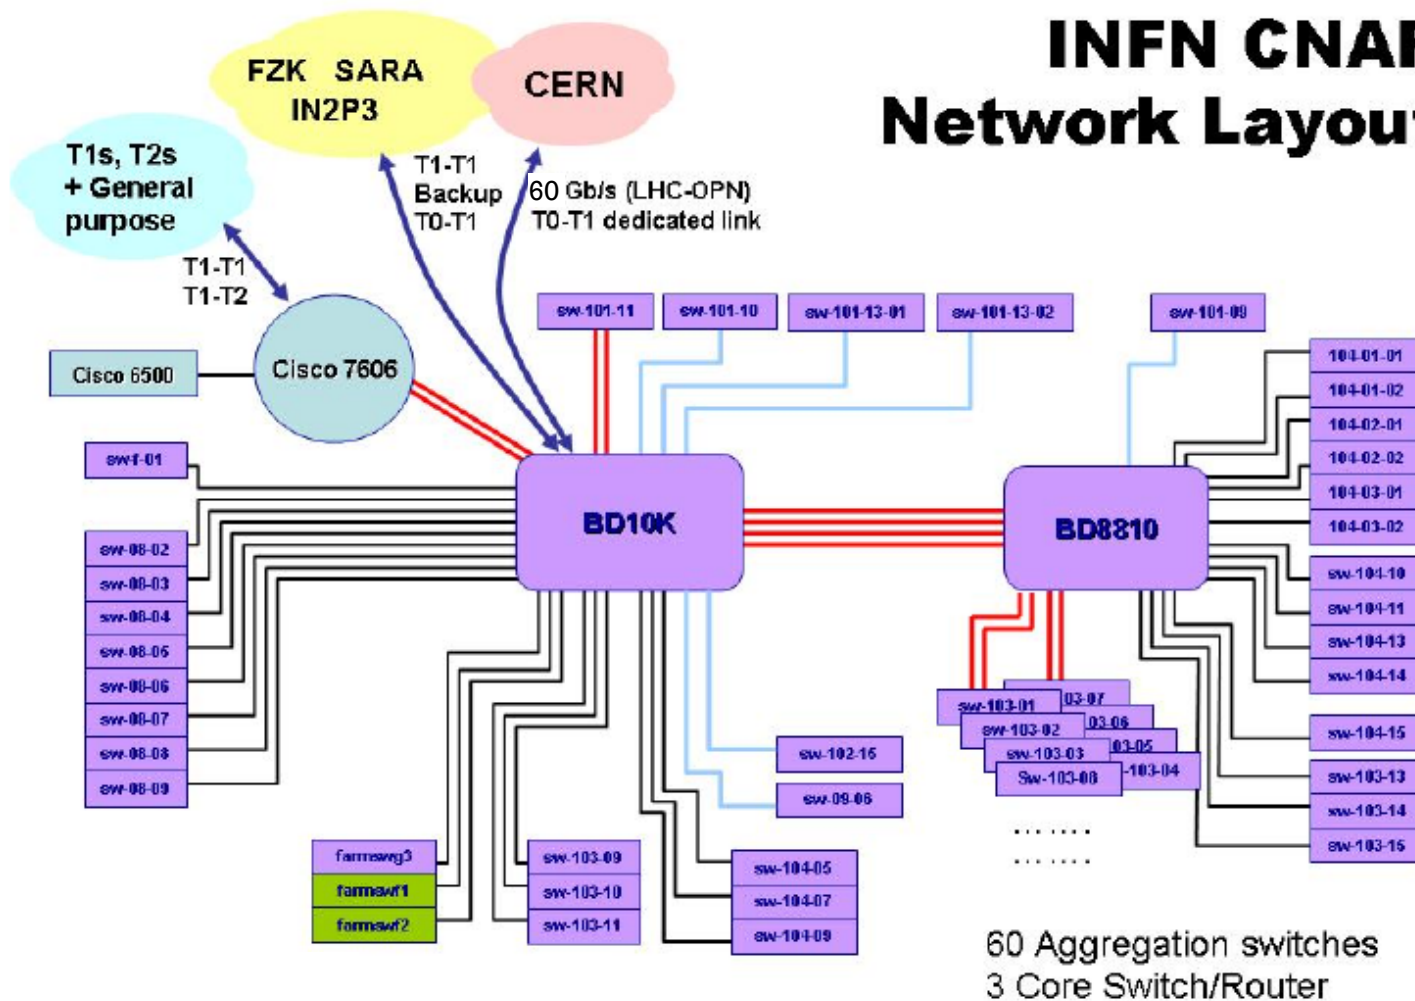 INFN CNAF
Network Layout
FZK SARA
IN2P3
CERN
T1s, T2s
+ General
purpose
T1-T1
Backup
T0-T1
60 Gb/s (LHC-OPN)
T0-T1 dedicated link
T1-T1
T1-T2
Cisco 6500
Cisco 7606
sw-101-11
sw-101-10
sw-101-13-01
sw-101-13-02
sw-101-09
104-01-01
104-01-02
104-02-01
104-02-02
104-03-01
104-03-02
sw-f-01
BD10K
BD8810
sw-08-02
sw-08-03
sw-08-04
sw-08-05
sw-08-06
sw-08-07
sw-08-08
sw-08-09
sw-104-10
sw-104-11
sw-104-13
sw-104-14
sw-104-15
sw-103-13
sw-103-14
sw-103-15
sw-103-01
03-07
sw-103-02
03-06
sw-103-03
03-05
Sw-103-08
-103-04
sw-102-15
sw-09-06
farmswg3
farmswf1
farmswf2
sw-103-09
sw-103-10
sw-103-11
sw-104-05
sw-104-07
sw-104-09
... ....
... ....
60 Aggregation switches
3 Core Switch/Router